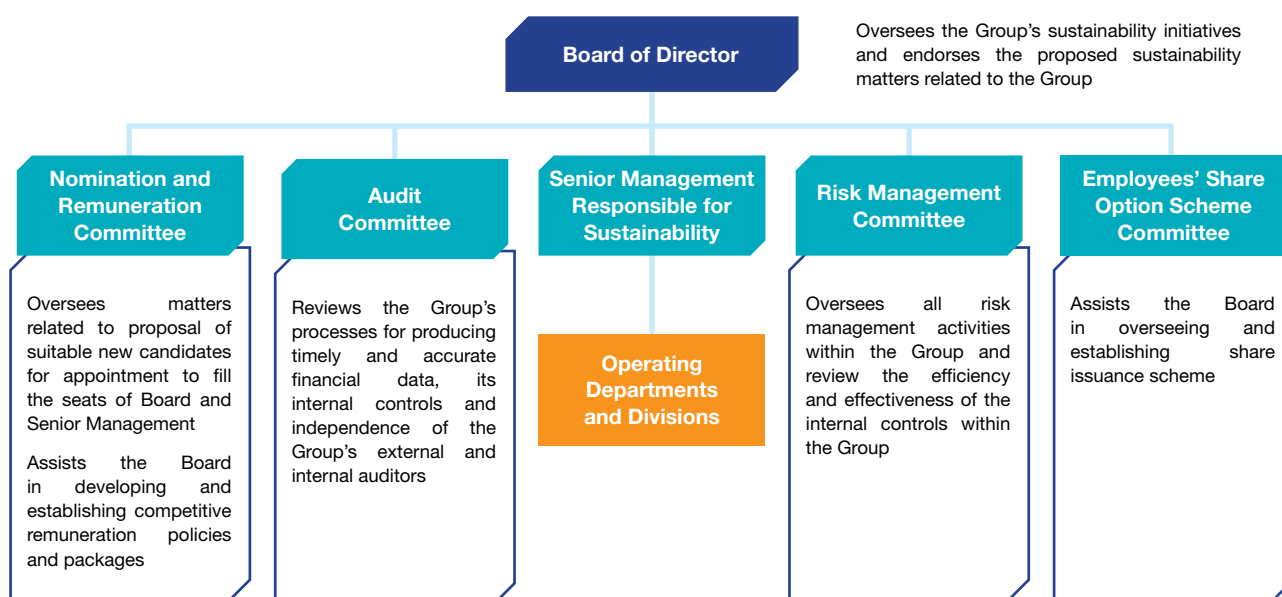 Board of Director
Oversees the Group’s sustainability initiatives
and endorses the proposed sustainability
matters related to the Group
Nomination and
Remuneration
Committee
Oversees matters
related to proposal of
suitable new candidates
for appointment to fill
the seats of Board and
Senior Management
Assists the Board
in developing and
establishing competitive
remuneration policies
and packages
Audit
Committee
Reviews the Group’s
processes for producing
timely and accurate
financial data, its
internal controls and
independence of the
Group’s external and
internal auditors
Senior Management
Responsible for
Sustainability
Operating
Departments
and Divisions
Risk Management
Committee
Oversees all risk
management activities
within the Group and
review the efficiency
and effectiveness of the
internal controls within
the Group
Employees’ Share
Option Scheme
Committee
Assists the Board
in overseeing and
establishing share
issuance scheme